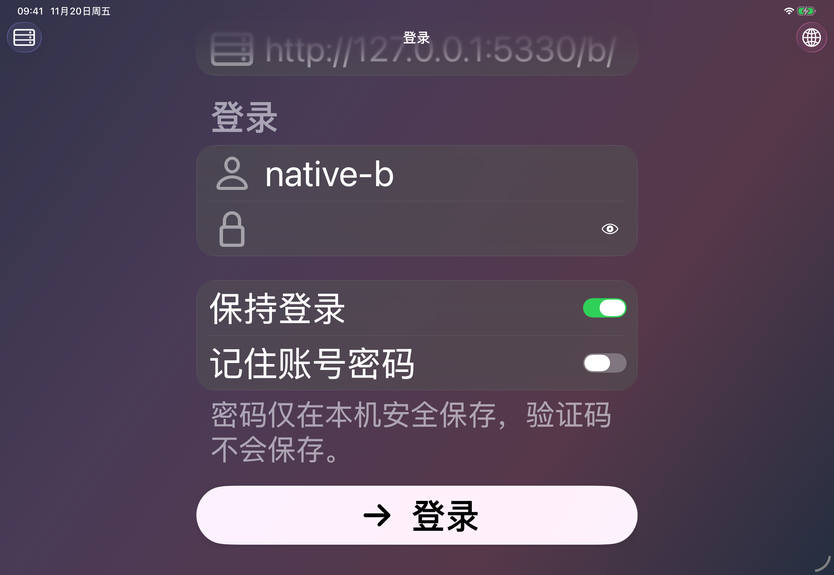 09:41 11月20日周五
登录
http://127.0.0.1:5330/b/
登录
native-b
保持登录
记住账号密码
密码仅在本机安全保存，验证码
不会保存。
→ 登录